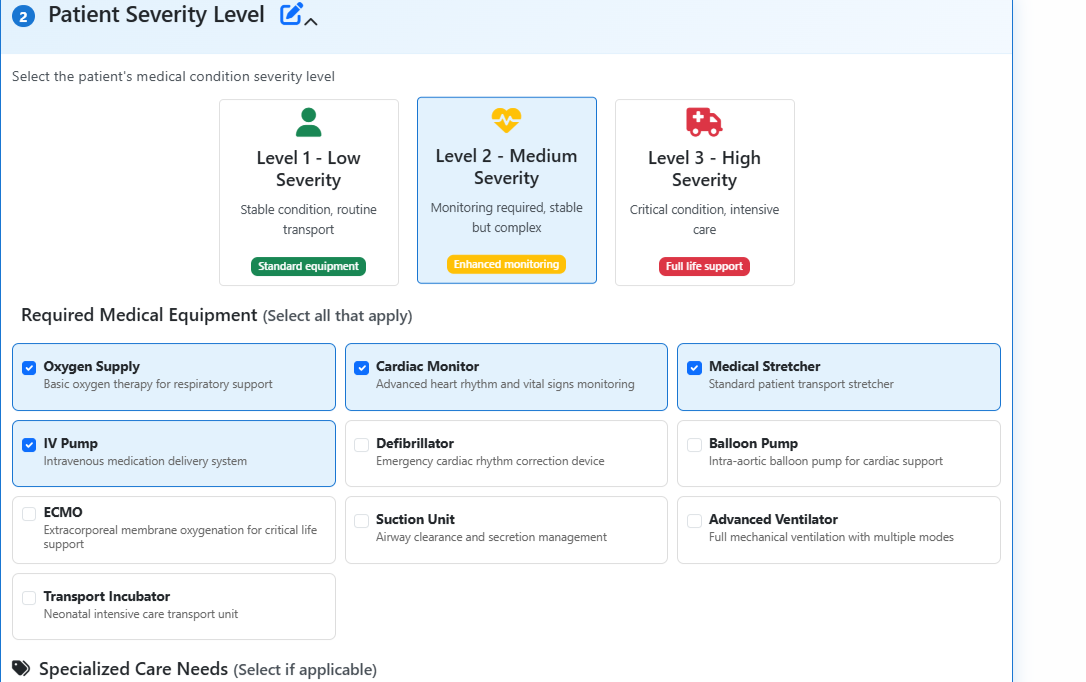 2 Patient Severity Level
Select the patient's medical condition severity level
Level 1 - Low
Severity
Stable condition, routine
transport
Standard equipment
Level 2 - Medium
Severity
Monitoring required, stable
but complex
Enhanced monitoring
Level 3 - High
Severity
Critical condition, intensive
care
Full life support
Required Medical Equipment (Select all that apply)
Oxygen Supply
Basic oxygen therapy for respiratory support
Cardiac Monitor
Advanced heart rhythm and vital signs monitoring
Medical Stretcher
Standard patient transport stretcher
IV Pump
Intravenous medication delivery system
Defibrillator
Emergency cardiac rhythm correction device
Balloon Pump
Intra-aortic balloon pump for cardiac support
ECMO
Extracorporeal membrane oxygenation for critical life
support
Suction Unit
Airway clearance and secretion management
Advanced Ventilator
Full mechanical ventilation with multiple modes
Transport Incubator
Neonatal intensive care transport unit
Specialized Care Needs (Select if applicable)